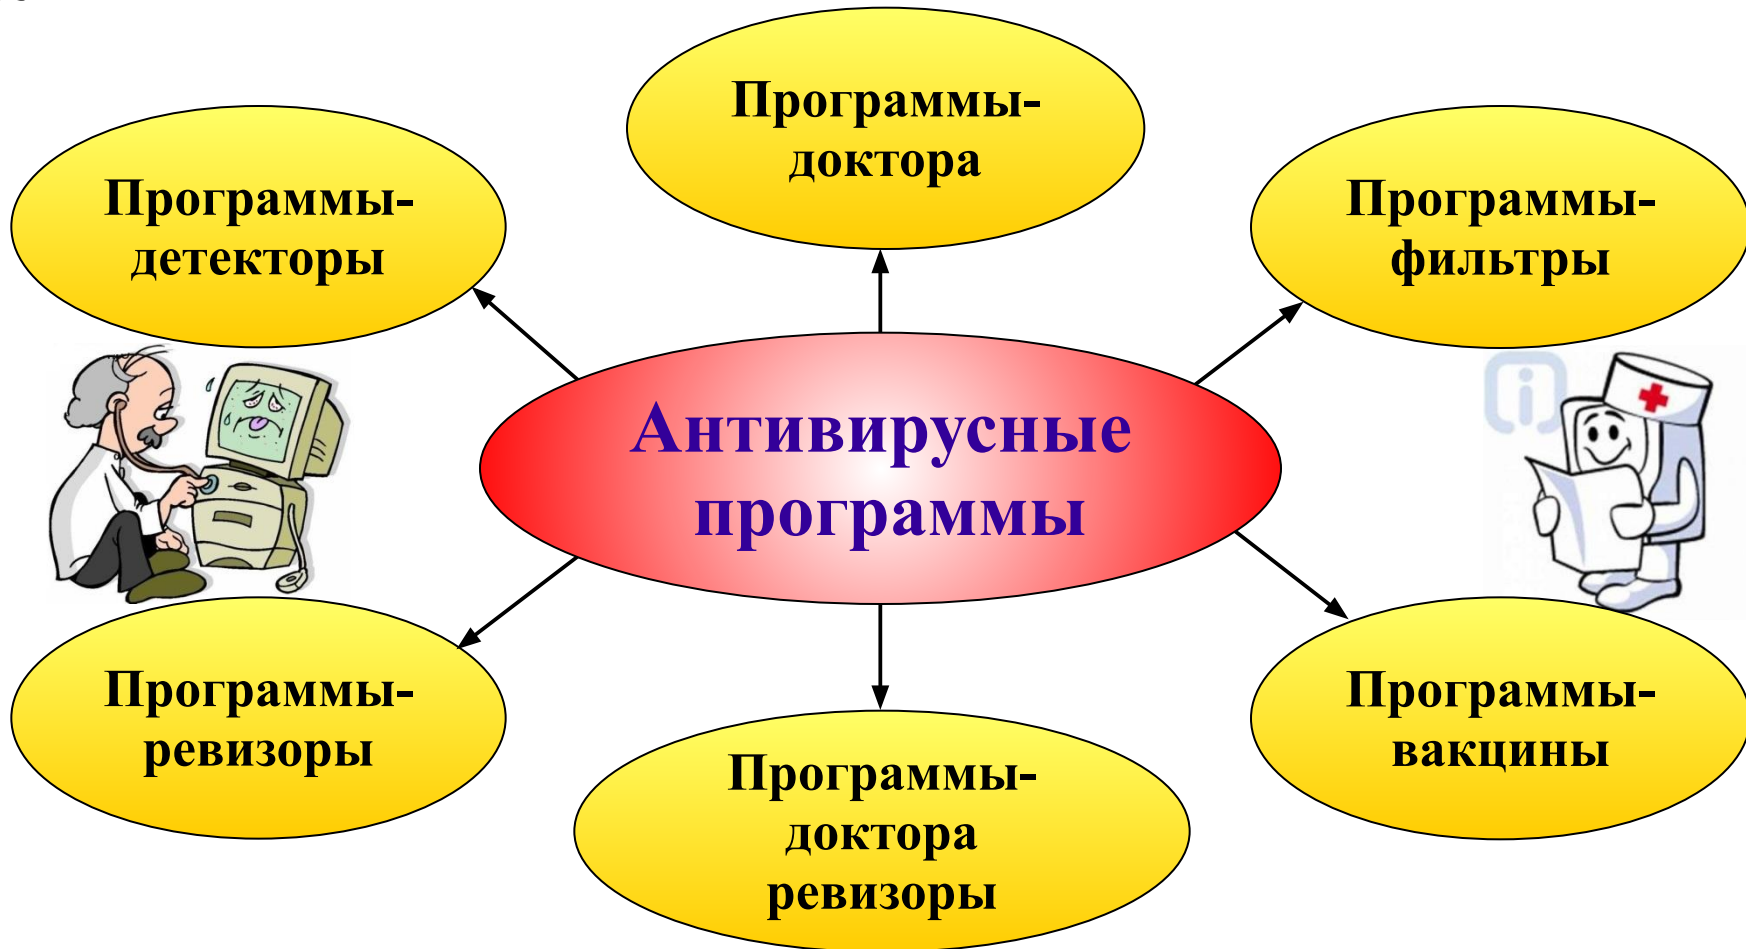 Программы-
доктора
Программы-
детекторы
Программы-
фильтры
Антивирусные
программы
Программы-
ревизоры
Программы-
вакцины
Программы-
доктора
ревизоры